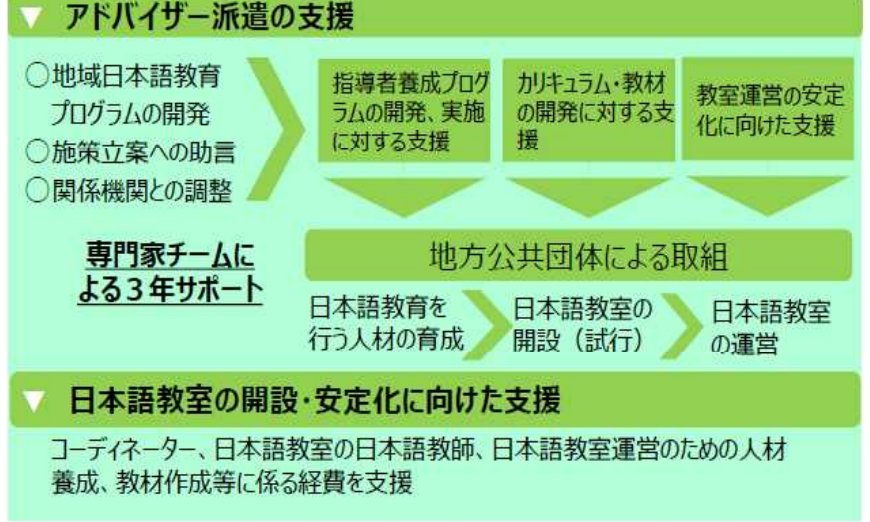 ▼ アドバイザー派遣の支援
○地域日本語教育
プログラムの開発
○施策立案への助言
○関係機関との調整
指導者養成プログ
ラムの開発、実施
に対する支援
カリキュラム・教材
の開発に対する支
援
教室運営の安定
化に向けた支援
専門家チームに
よる3年サポート
地方公共団体による取組
日本語教育を
行う人材の育成
日本語教室の
開設（試行）
日本語教室
の運営
▼ 日本語教室の開設・安定化に向けた支援
コーディネーター、日本語教室の日本語教師、日本語教室運営のための人材
養成、教材作成等に係る経費を支援